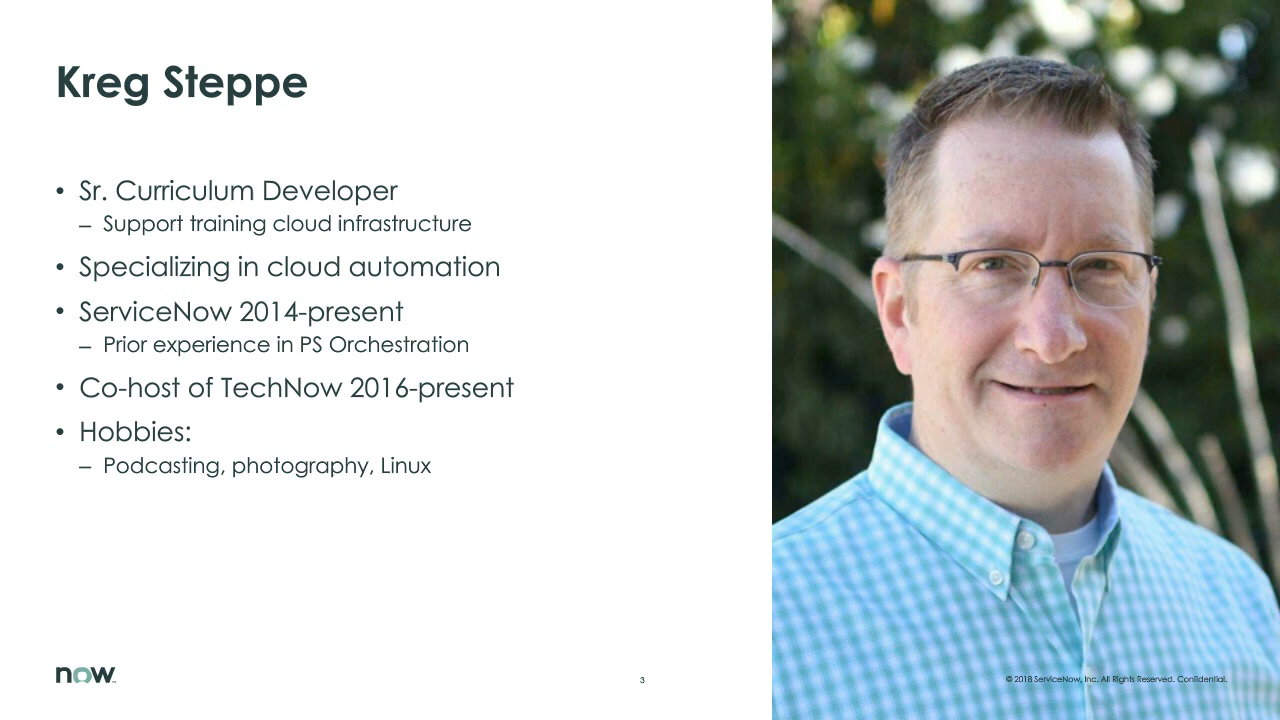 Kreg Steppe
• Sr. Curriculum Developer
– Support training cloud infrastructure
• Specializing in cloud automation
• ServiceNow 2014-present
– Prior experience in PS Orchestration
• Co-host of TechNow 2016-present
• Hobbies:
– Podcasting, photography, Linux
now
3
© 2018 ServiceNow, Inc. All Rights Reserved. Confidential.